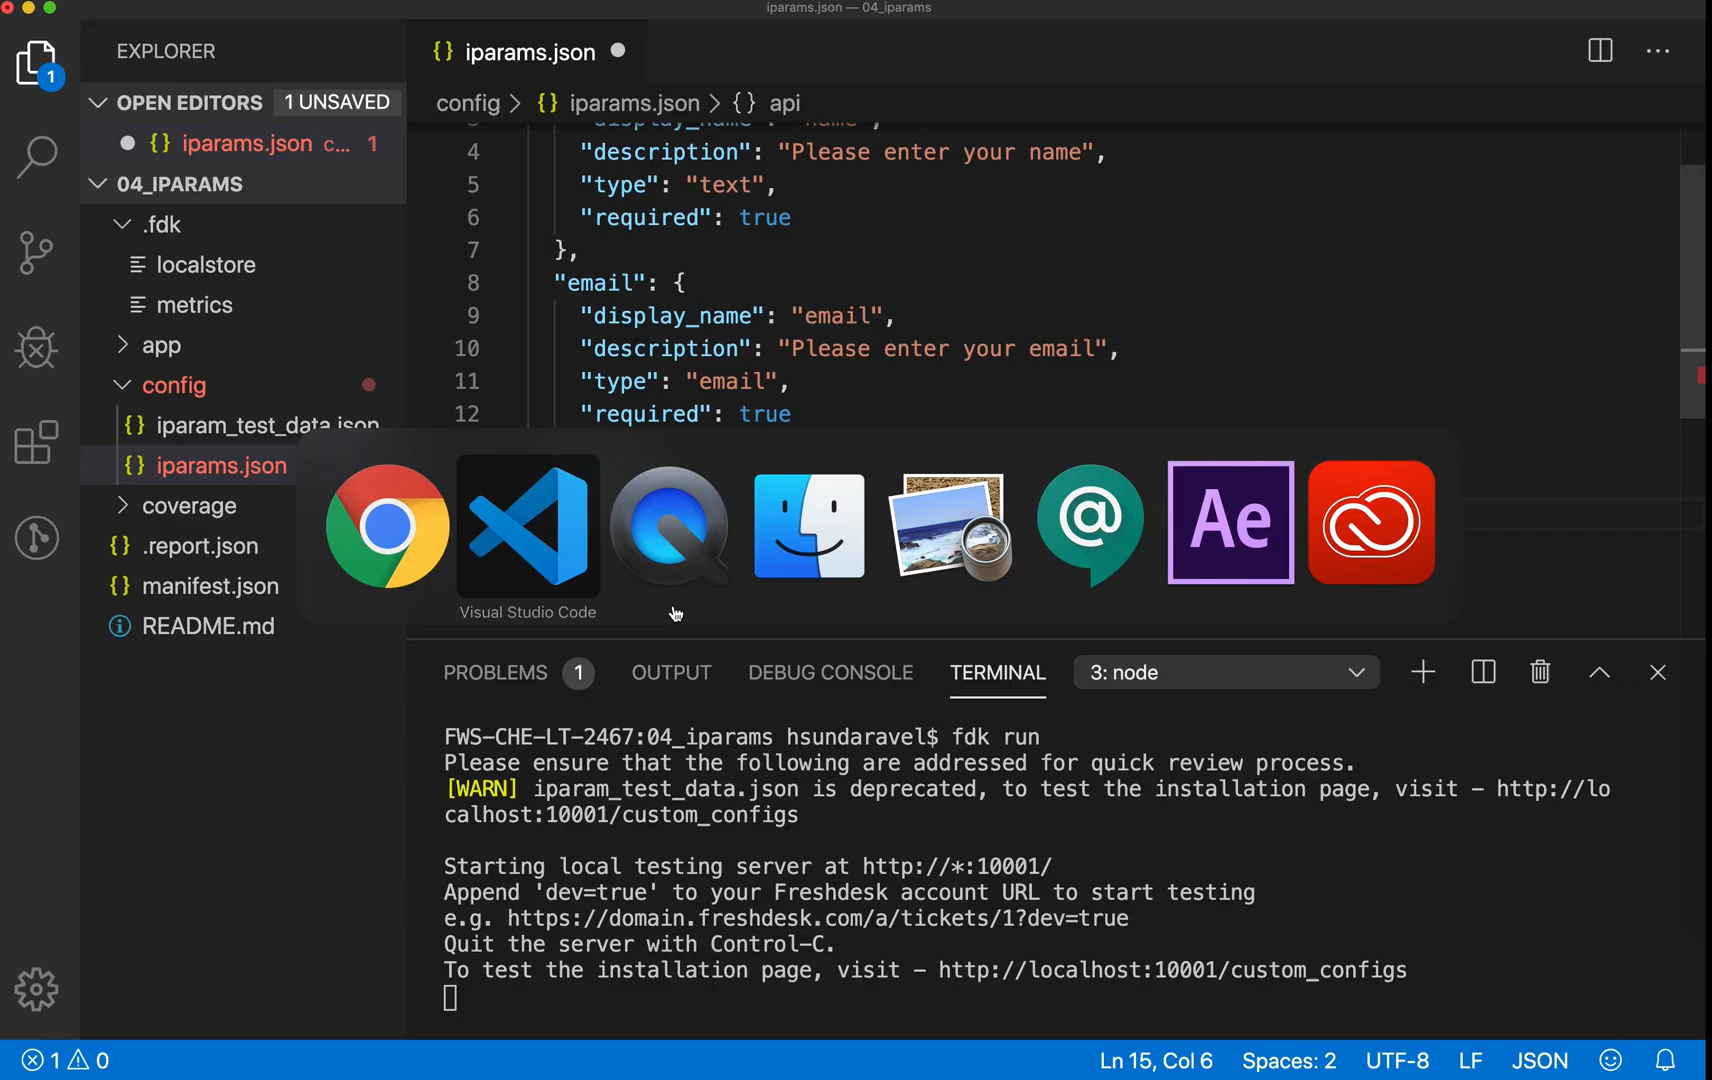 iparams.json — 04_iparams
EXPLORER
OPEN EDITORS 1 UNSAVED
{} iparams.json c... 1
04_IPARAMS
.fdk
localstore
metrics
app
config
{} iparam_test_data.json
{} iparams.json
coverage
{} .report.json
{} manifest.json
README.md
1
{} iparams.json
config > {} iparams.json > {} api
"display_name": "name",
4 "description": "Please enter your name",
5 "type": "text",
6 "required": true
7 },
8 "email": {
9 "display_name": "email",
10 "description": "Please enter your email",
11 "type": "email",
12 "required": true
@
Ae
Visual Studio Code
PROBLEMS 1 OUTPUT DEBUG CONSOLE TERMINAL 3: node
FWS-CHE-LT-2467:04_iparams hsundaravel$ fdk run
Please ensure that the following are addressed for quick review process.
[WARN] iparam_test_data.json is deprecated, to test the installation page, visit - http://lo
calhost:10001/custom_configs
Starting local testing server at http://*:10001/
Append 'dev=true' to your Freshdesk account URL to start testing
e.g. https://domain.freshdesk.com/a/tickets/1?dev=true
Quit the server with Control-C.
To test the installation page, visit - http://localhost:10001/custom_configs
1 0
Ln 15, Col 6 Spaces: 2 UTF-8 LF JSON